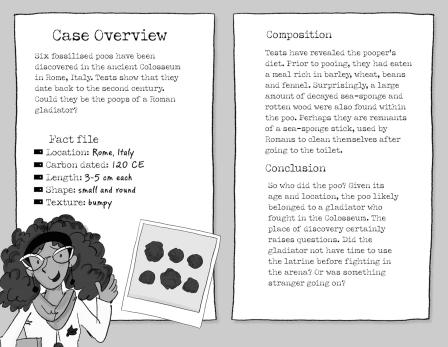 Case Overview
Six fossilised poos have been
discovered in the ancient Colosseum
in Rome, Italy. Tests show that they
date back to the second century.
Could they be the poops of a Roman
gladiator?
Fact file
Location: Rome, Italy
Carbon dated: 120 CE
Length: 3-5 cm each
Shape: small and round
Texture: bumpy
Composition
Tests have revealed the pooper's
diet. Prior to pooing, they had eaten
a meal rich in barley, wheat, beans
and fennel. Surprisingly, a large
amount of decayed sea-sponge and
rotten wood were also found within
the poo. Perhaps they are remnants
of a sea-sponge stick, used by
Romans to clean themselves after
going to the toilet.
Conclusion
So who did the poo? Given its
age and location, the poo likely
belonged to a gladiator who
fought in the Colosseum. The
place of discovery certainly
raises questions. Did the
gladiator not have time to use
the latrine before fighting in
the arena? Or was something
stranger going on?